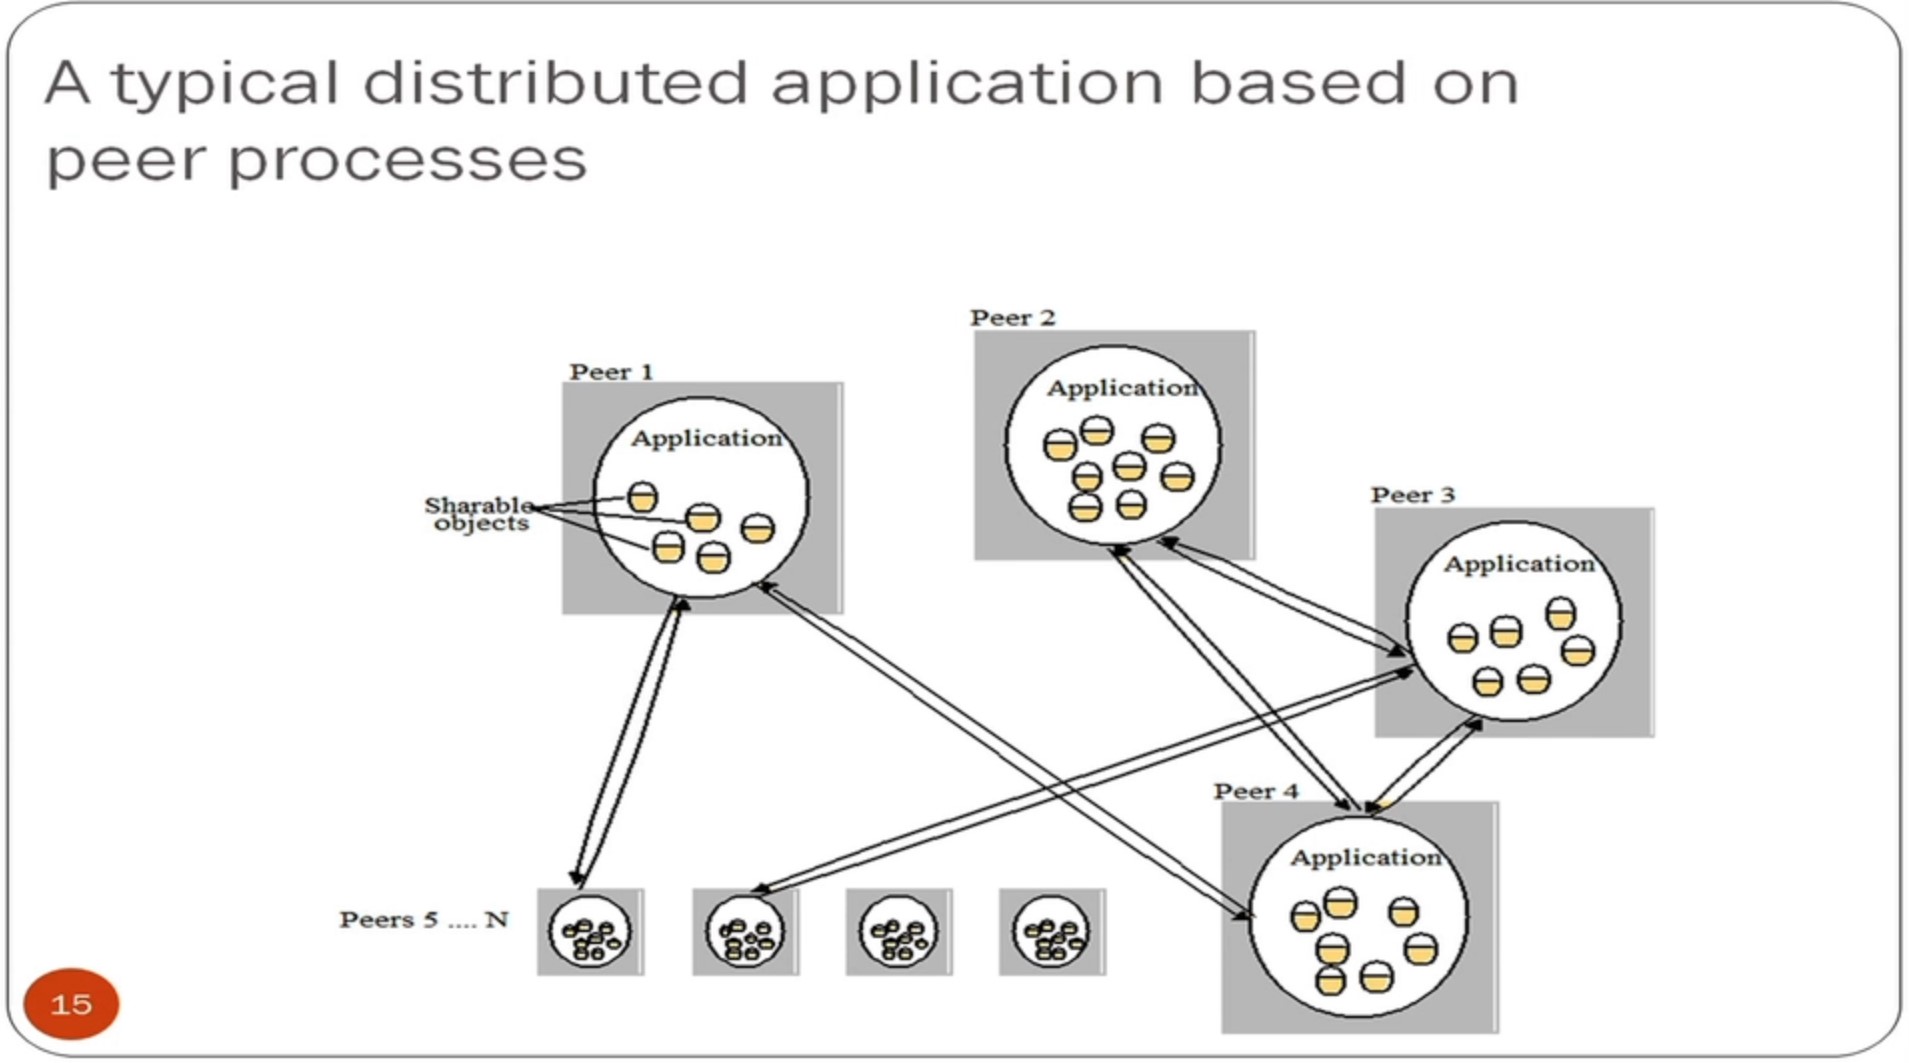 A typical distributed application based on
peer processes
Peer 2
Peer 1
Application
Application
Sharable
objects
Peer 3
Application
Peer 4
Application
Peers 5 .... N
15